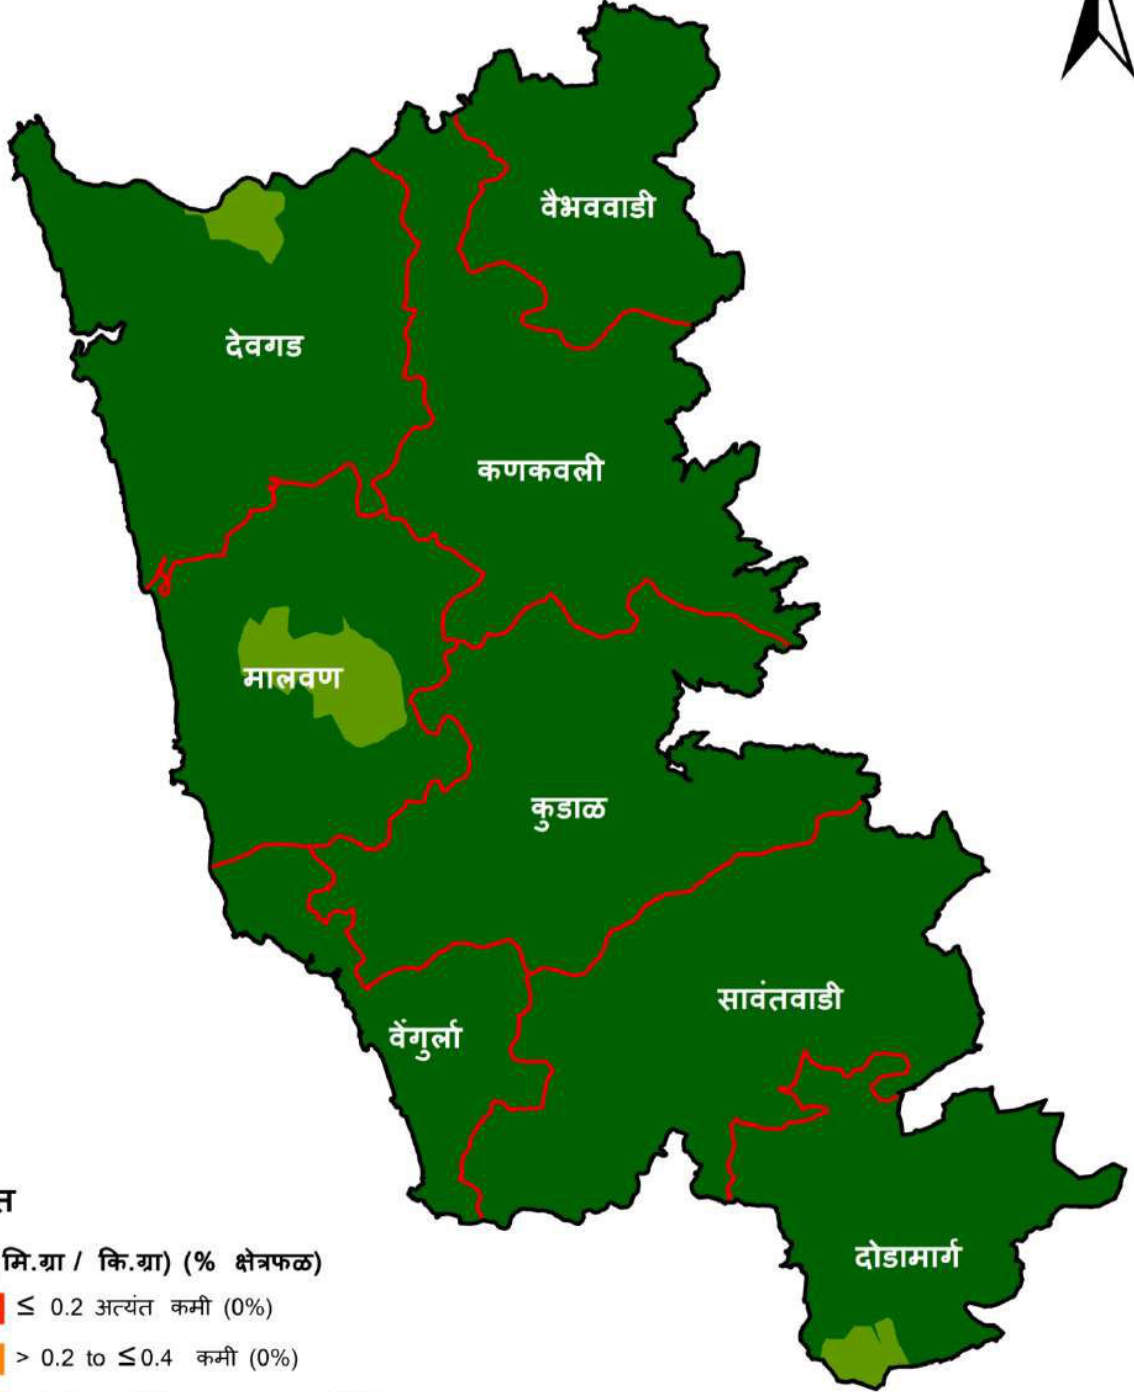 वैभववाडी
देवगड
कणकवली
मालवण
कुडाळ
सावंतवाडी
वेंगुर्ला
दोडामार्ग
मि.ग्रा / कि.ग्रा) (% क्षेत्रफळ)
≤ 0.2 अत्यंत कमी (0%)
> 0.2 to ≤0.4 कमी (0%)